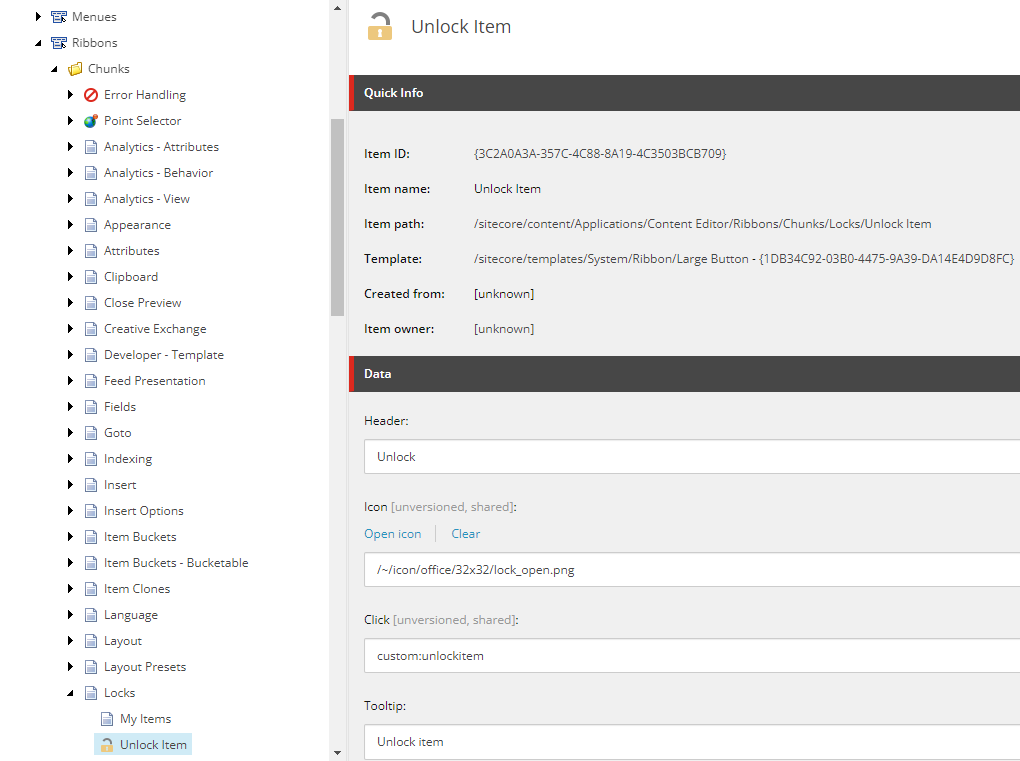 Menues
Ribbons
Chunks
Error Handling
Point Selector
Analytics - Attributes
Analytics - Behavior
Analytics - View
Appearance
Attributes
Clipboard
Close Preview
Creative Exchange
Developer - Template
Feed Presentation
Fields
Goto
Indexing
Insert
Insert Options
Item Buckets
Item Buckets - Bucketable
Item Clones
Language
Layout
Layout Presets
Locks
My Items
Unlock Item
Unlock Item
Quick Info
Item ID: {3C2A0A3A-357C-4C88-8A19-4C3503BCB709}
Item name: Unlock Item
Item path: /sitecore/content/Applications/Content Editor/Ribbons/Chunks/Locks/Unlock Item
Template: /sitecore/templates/System/Ribbon/Large Button - {1DB34C92-03B0-4475-9A39-DA14E4D9D8FC}
Created from: [unknown]
Item owner: [unknown]
Data
Header:
Unlock
Icon [unversioned, shared]:
Open icon Clear
/~/icon/office/32x32/lock_open.png
Click [unversioned, shared]:
custom:unlockitem
Tooltip:
Unlock item